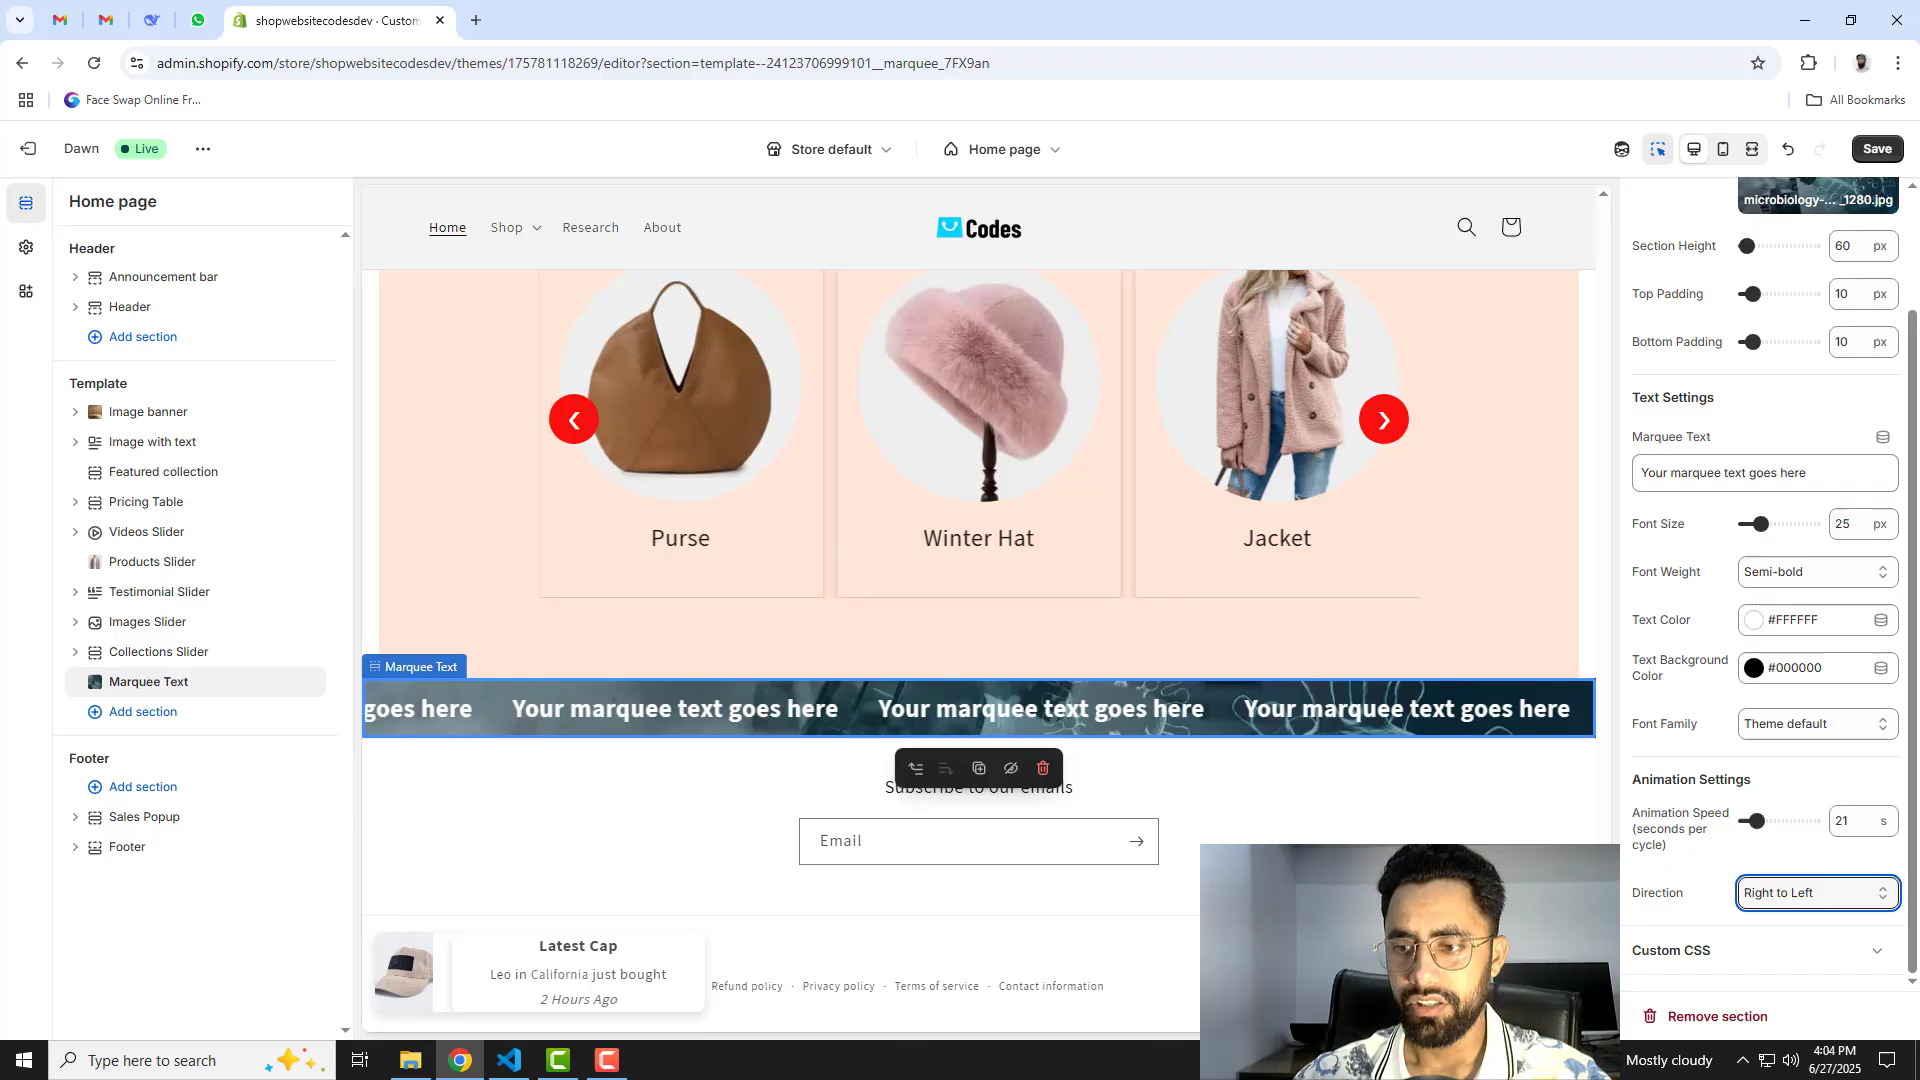 shopwebsitecodesdev · Custom
admin.shopify.com/store/shopwebsitecodesdev/themes/175781118269/editor?section=template--24123706999101__marquee_7FX9an
Face Swap Online Fr...
All Bookmarks
Dawn
Live
Store default
Home page
Save
Home page
Header
Announcement bar
Header
Add section
Template
Image banner
Image with text
Featured collection
Pricing Table
Videos Slider
Products Slider
Testimonial Slider
Images Slider
Collections Slider
Marquee Text
Add section
Footer
Add section
Sales Popup
Footer
Home
Shop
Research
About
Codes
Purse
Winter Hat
Jacket
Marquee Text
goes here Your marquee text goes here Your marquee text goes here Your marquee text goes here
Subscribe to our emails
Email
Latest Cap
Leo in California just bought
2 Hours Ago
Refund policy · Privacy policy · Terms of service · Contact information
microbiology-... _1280.jpg
Section Height 60 px
Top Padding 10 px
Bottom Padding 10 px
Text Settings
Marquee Text
Your marquee text goes here
Font Size 25 px
Font Weight Semi-bold
Text Color #FFFFFF
Text Background
Color
#000000
Font Family Theme default
Animation Settings
Animation Speed
(seconds per
cycle)
21 s
Direction Right to Left
Custom CSS
Remove section
Type here to search
Mostly cloudy
4:04 PM
6/27/2025